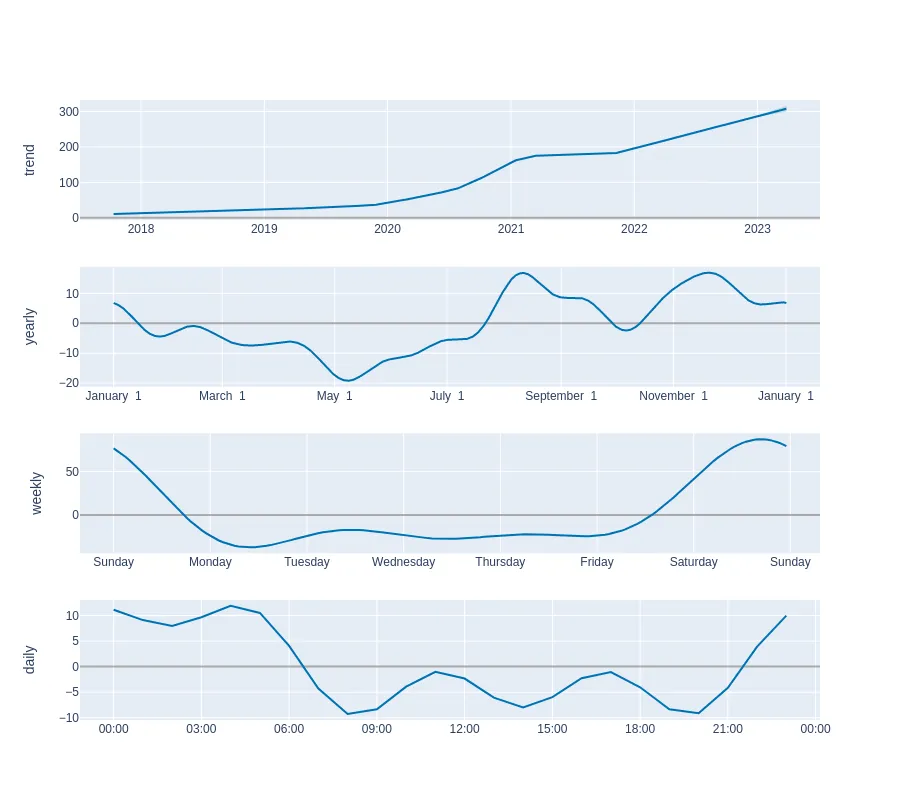 trend
300
200
100
0
2018 2019 2020 2021 2022 2023
yearly
10
0
−10
−20
January 1 March 1 May 1 July 1 September 1 November 1 January 1
weekly
50
0
Sunday Monday Tuesday Wednesday Thursday Friday Saturday Sunday
daily
10
5
0
−5
−10
00:00 03:00 06:00 09:00 12:00 15:00 18:00 21:00 00:00